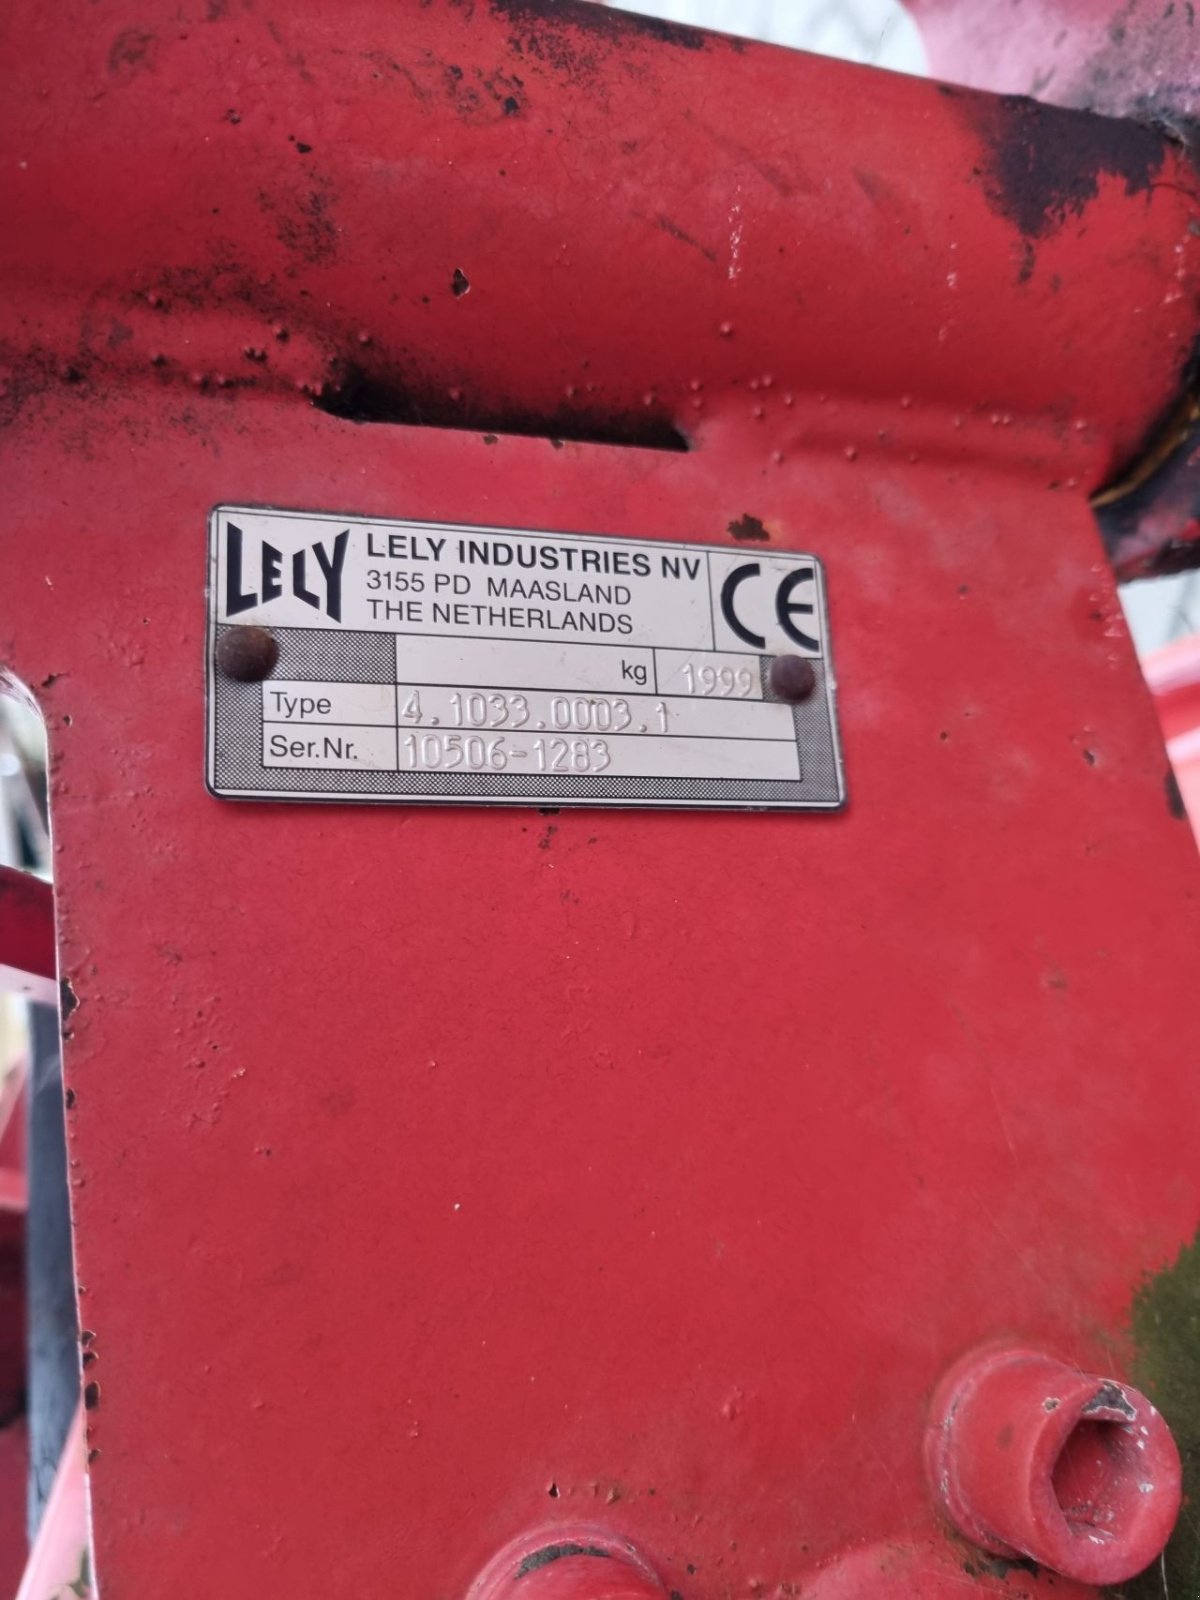 LELY
LELY INDUSTRIES NV
3155 PD MAASLAND
THE NETHERLANDS
CE
kg 1999
Type 4.1033.0003.1
Ser.Nr. 10506-1283